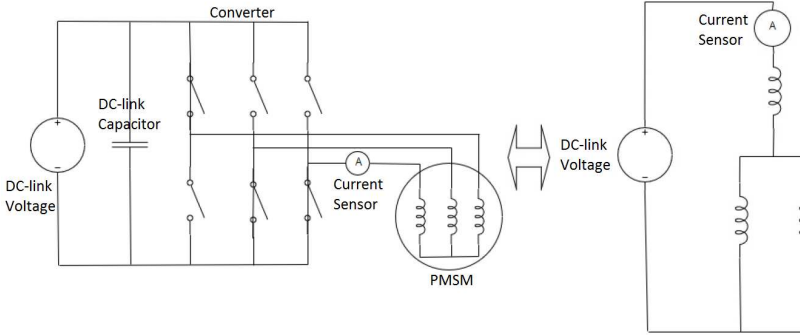 Converter
DC-link
Capacitor
+
−
DC-link
Voltage
A
Current
Sensor
PMSM
Current
Sensor
A
DC-link
Voltage
+
−